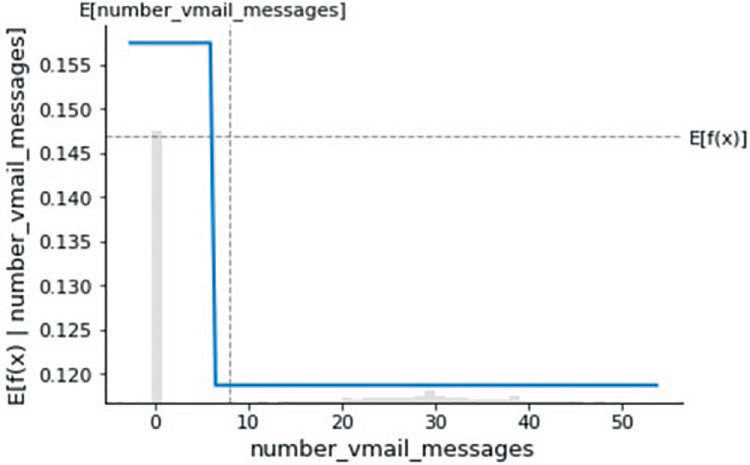 E[number_vmail_messages]
E[f(x) | number_vmail_messages]
0.155
0.150
0.145
0.140
0.135
0.130
0.125
0.120
E[f(x)]
0 10 20 30 40 50
number_vmail_messages